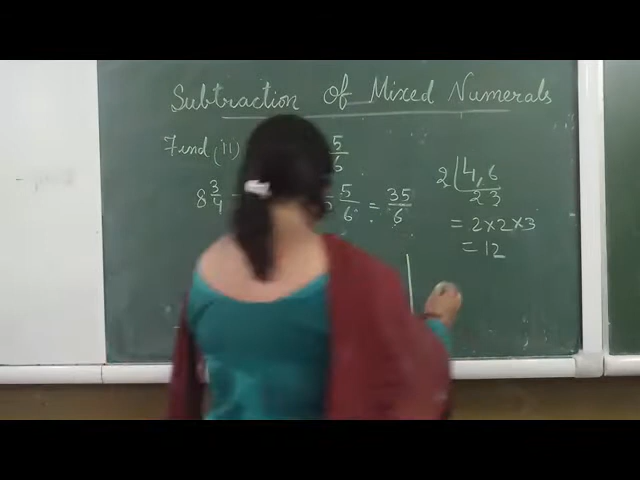 Subtraction of Mixed Numerals
Find (ii) 5/6
8 3/4 5 5/6 = 35/6
2 | 4, 6
2 3
= 2×2×3
= 12